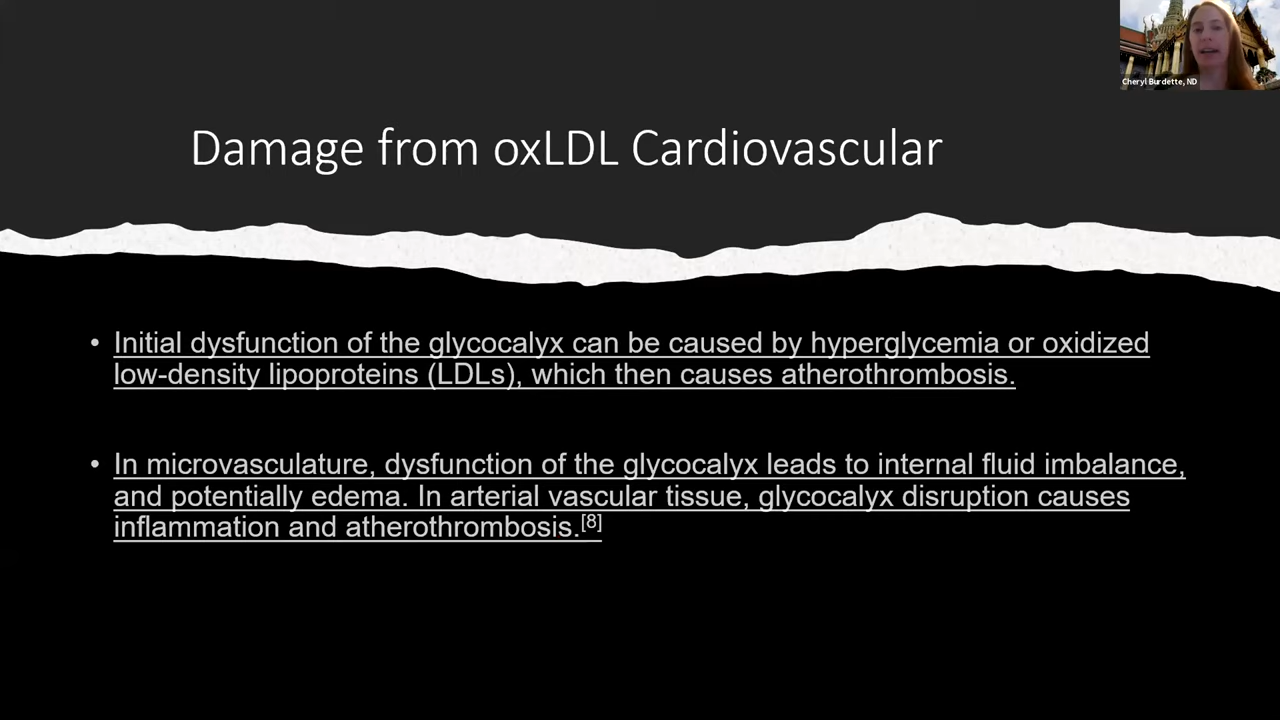 Cheryl Burdette, ND
Damage from oxLDL Cardiovascular
• Initial dysfunction of the glycocalyx can be caused by hyperglycemia or oxidized
low-density lipoproteins (LDLs), which then causes atherothrombosis.
• In microvasculature, dysfunction of the glycocalyx leads to internal fluid imbalance,
and potentially edema. In arterial vascular tissue, glycocalyx disruption causes
inflammation and atherothrombosis.[8]